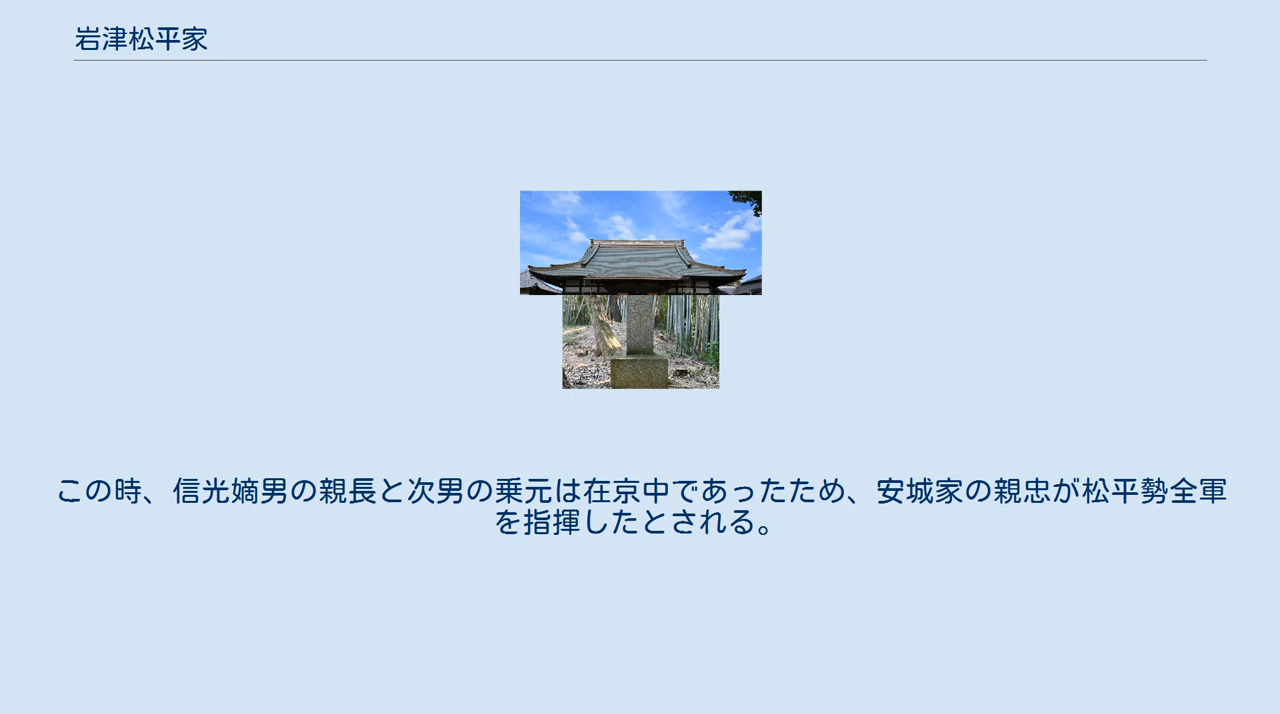 岩津松平家
この時、信光嫡男の親長と次男の乗元は在京中であったため、安城家の親忠が松平勢全軍
を指揮したとされる。